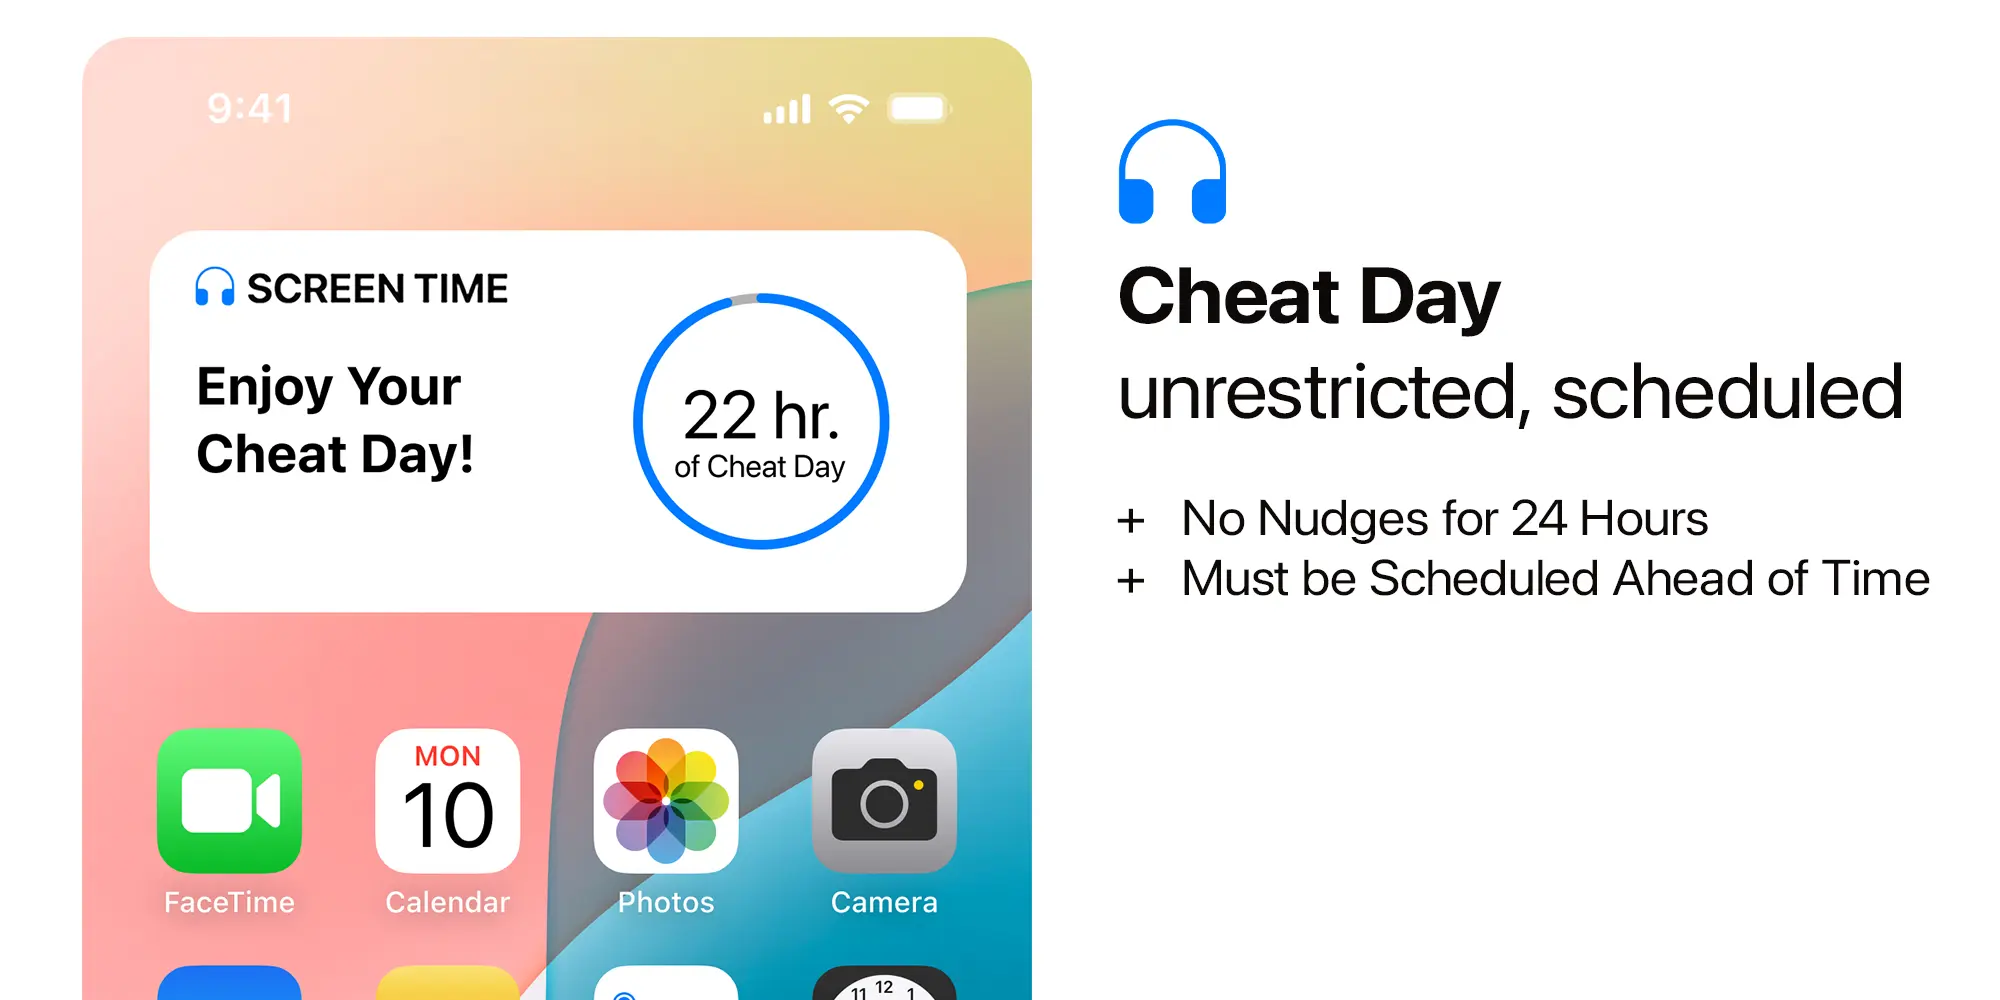 9:41
SCREEN TIME
Enjoy Your
Cheat Day!
22 hr.
of Cheat Day
MON
10
FaceTime
Calendar
Photos
Camera
11 12 1
Cheat Day
unrestricted, scheduled
+ No Nudges for 24 Hours
+ Must be Scheduled Ahead of Time